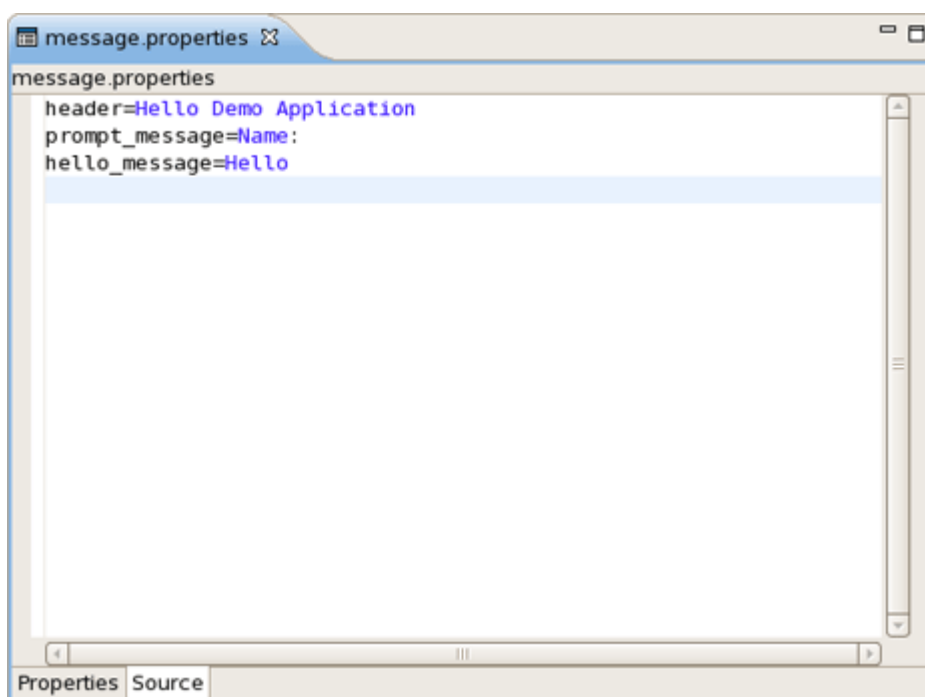 message.properties
message.properties
header=Hello Demo Application
prompt_message=Name:
hello_message=Hello
Properties Source